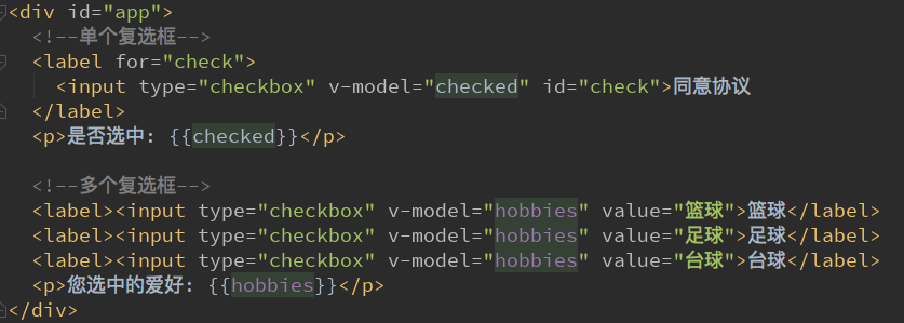 <div id="app">
<!--单个复选框-->
<label for="check">
<input type="checkbox" v-model="checked" id="check">同意协议
</label>
<p>是否选中: {{checked}}</p>
<!--多个复选框-->
<label><input type="checkbox" v-model="hobbies" value="篮球">篮球</label>
<label><input type="checkbox" v-model="hobbies" value="足球">足球</label>
<label><input type="checkbox" v-model="hobbies" value="台球">台球</label>
<p>您选中的爱好: {{hobbies}}</p>
</div>